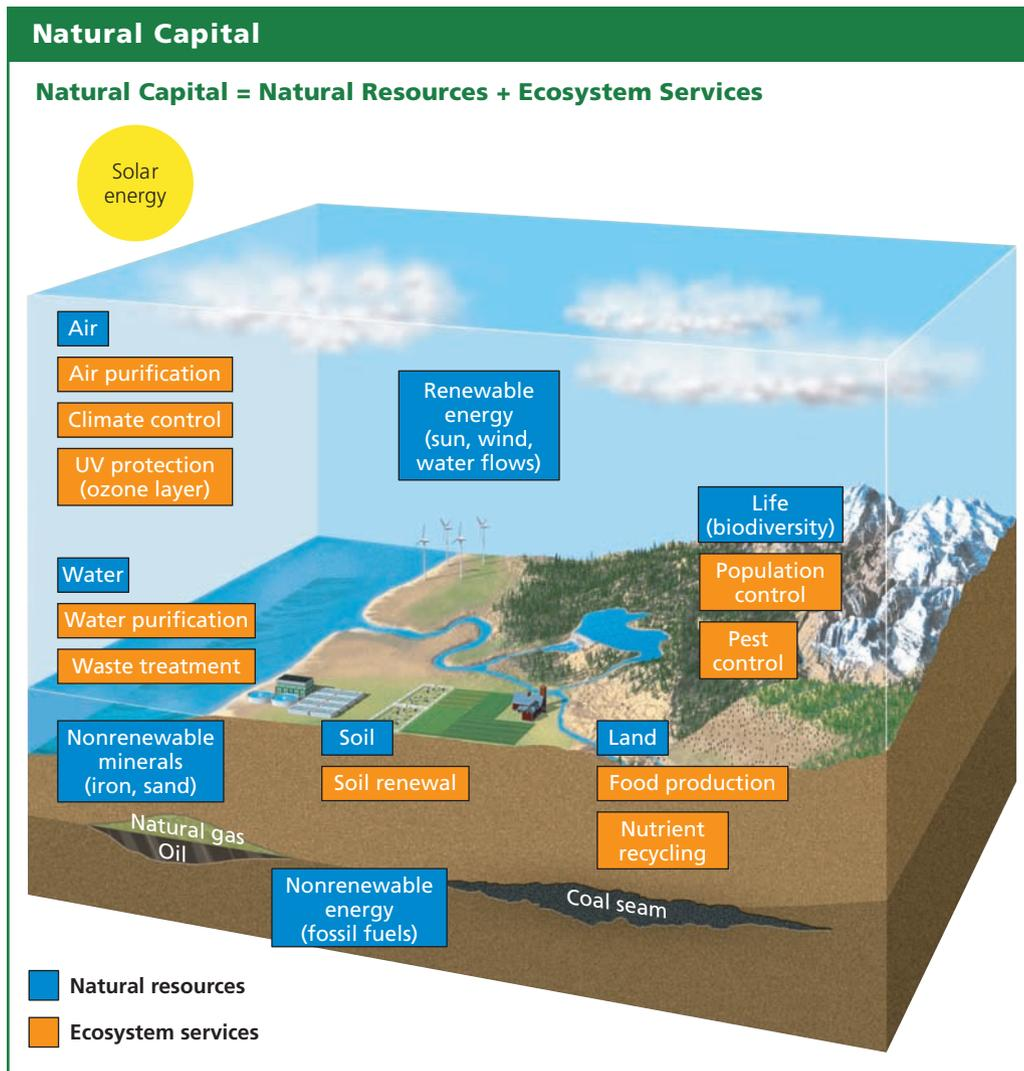 Natural Capital
Natural Capital = Natural Resources + Ecosystem Services
Solar
energy
Air
Air purification
Climate control
UV protection
(ozone layer)
Renewable
energy
(sun, wind,
water flows)
Life
(biodiversity)
Population
control
Pest
control
Water
Water purification
Waste treatment
Nonrenewable
minerals
(iron, sand)
Soil
Soil renewal
Land
Food production
Nutrient
recycling
Natural gas
Oil
Nonrenewable
energy
(fossil fuels)
Coal seam
Natural resources
Ecosystem services